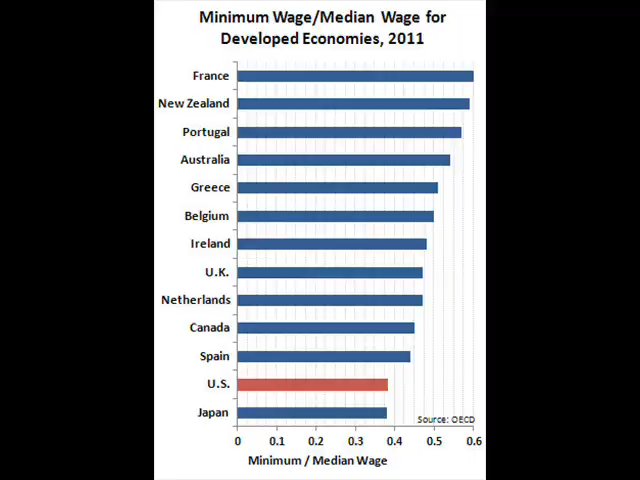 Minimum Wage/Median Wage for
Developed Economies, 2011
France
New Zealand
Portugal
Australia
Greece
Belgium
Ireland
U.K.
Netherlands
Canada
Spain
U.S.
Japan
Source: OECD
0 0.1 0.2 0.3 0.4 0.5 0.6
Minimum / Median Wage